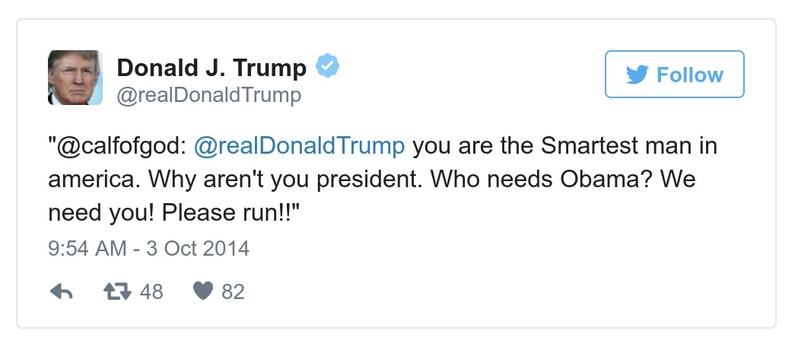 Donald J. Trump
@realDonaldTrump
Follow
"@calfofgod: @realDonaldTrump you are the Smartest man in
america. Why aren't you president. Who needs Obama? We
need you! Please run!!"
9:54 AM - 3 Oct 2014
48 82